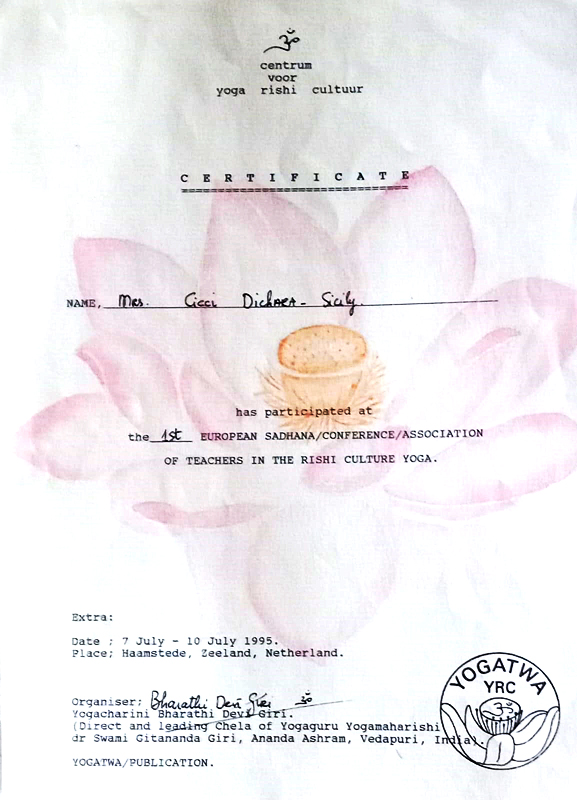 ॐ
centrum
voor
yoga rishi cultuur
C E R T I F I C A T E
NAME, Mrs. Cicci Dichara - Sicily.
has participated at
the 1st EUROPEAN SADHANA/CONFERENCE/ASSOCIATION
OF TEACHERS IN THE RISHI CULTURE YOGA.
Extra:
Date : 7 July - 10 July 1995.
Place; Haamstede, Zeeland, Netherland.
Organiser; Bharathi Devi Giri ॐ
Yogacharini Bharathi Devi Giri.
(Direct and leading Chela of Yogaguru Yogamaharishi
dr Swami Gitananda Giri, Ananda Ashram, Vedapuri, India).
YOGATWA/PUBLICATION.
YOGATWA
YRC
ॐ